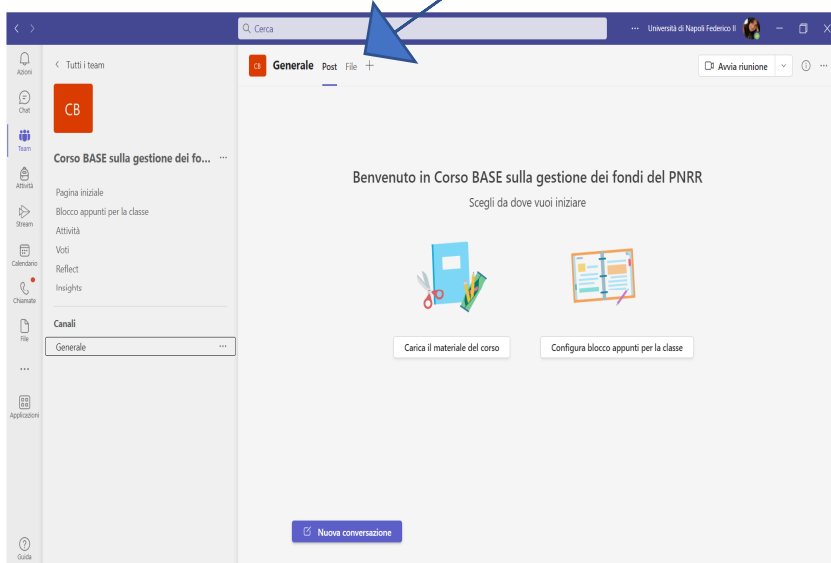 Cerca
Università di Napoli Federico II
Azioni
Chat
Team
Attività
Stream
Calendario
Chiamate
File
Applicazioni
Guida
Tutti i team
CB
Corso BASE sulla gestione dei fo...
Pagina iniziale
Blocco appunti per la classe
Attività
Voti
Reflect
Insights
Canali
Generale
CB Generale Post File
Avvia riunione
Benvenuto in Corso BASE sulla gestione dei fondi del PNRR
Scegli da dove vuoi iniziare
Carica il materiale del corso
Configura blocco appunti per la classe
Nuova conversazione